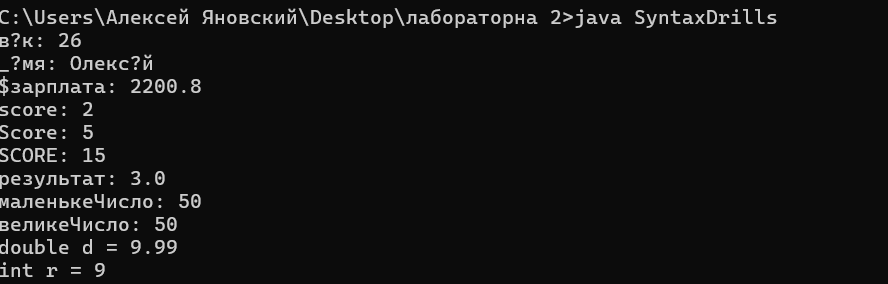 C:\Users\Алексей Яновский\Desktop\лабораторна 2>java SyntaxDrills
в?к: 26
_?мя: Олекс?й
$зарплата: 2200.8
score: 2
Score: 5
SCORE: 15
результат: 3.0
маленькеЧисло: 50
великеЧисло: 50
double d = 9.99
int r = 9